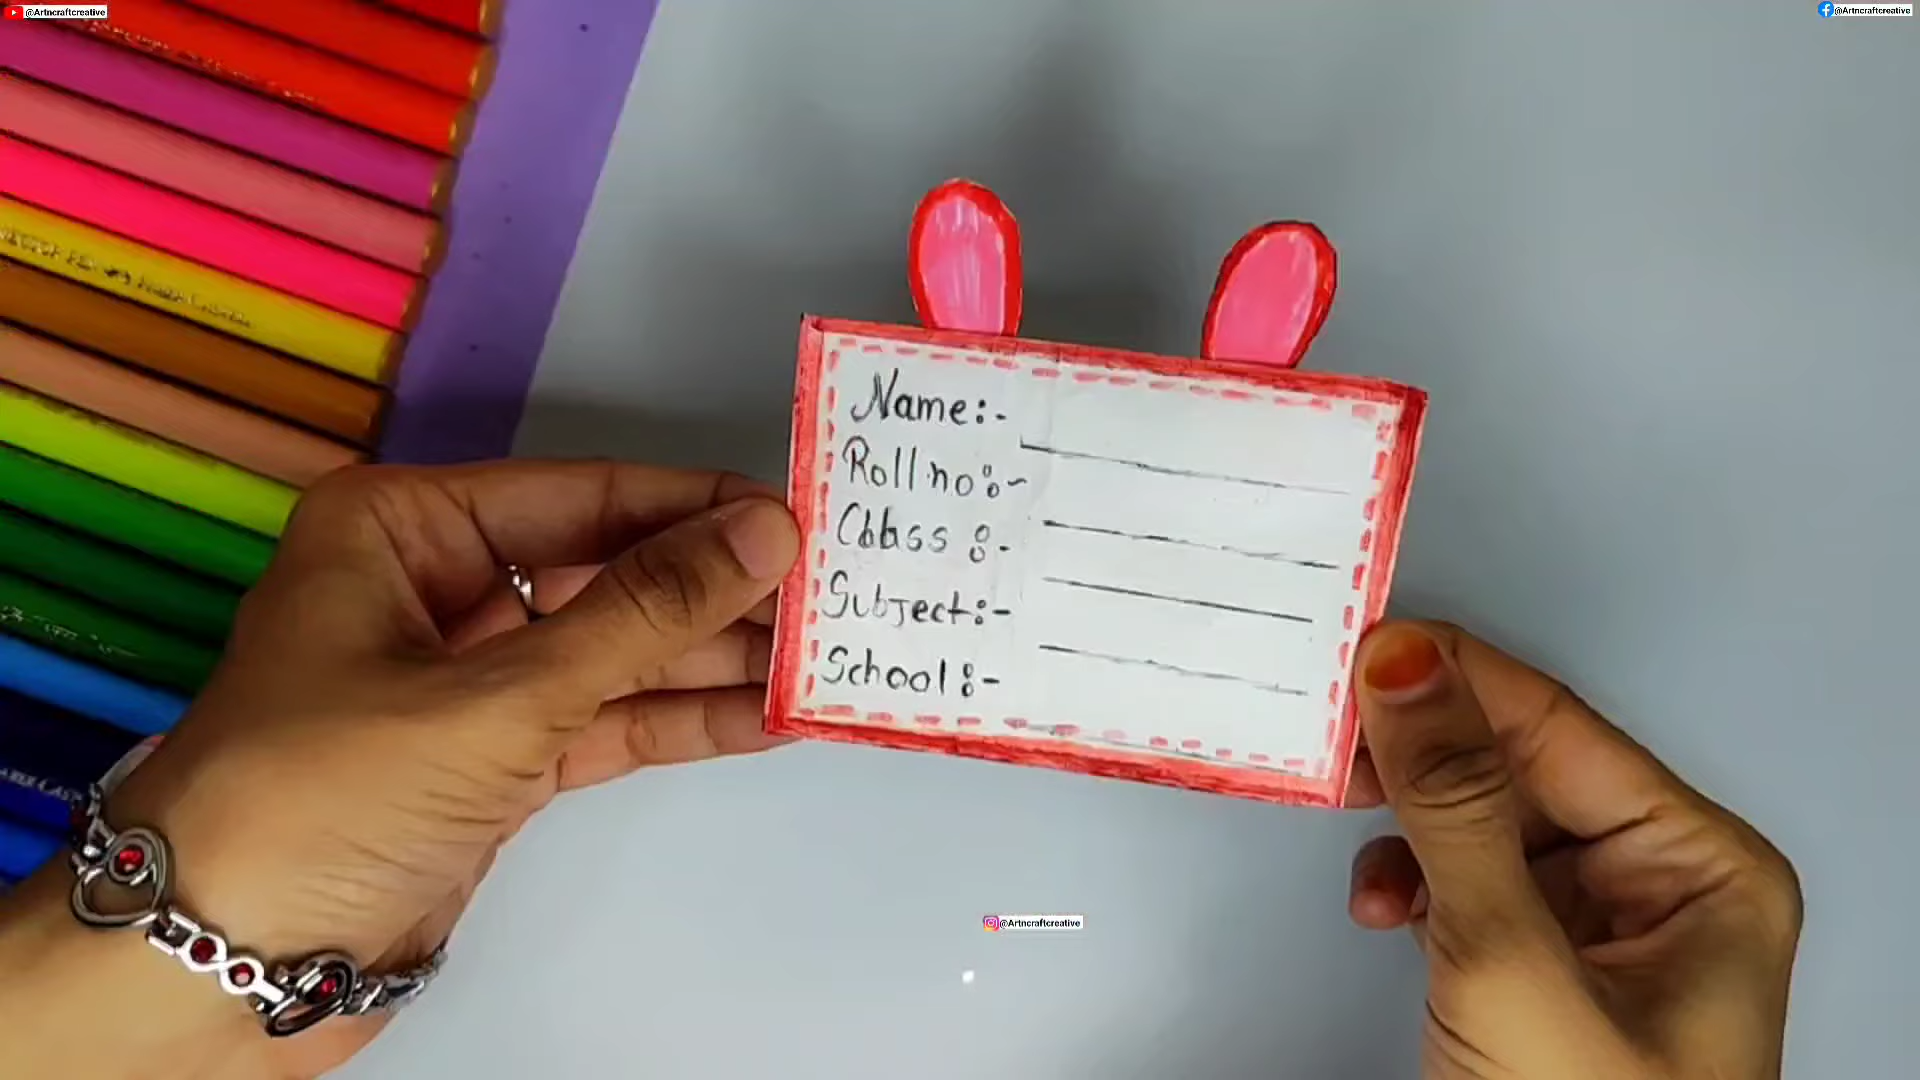 @Artncraftcreative
@Artncraftcreative
Name:-
Roll no:-
Class :-
Subject:-
School :-
@Artncraftcreative